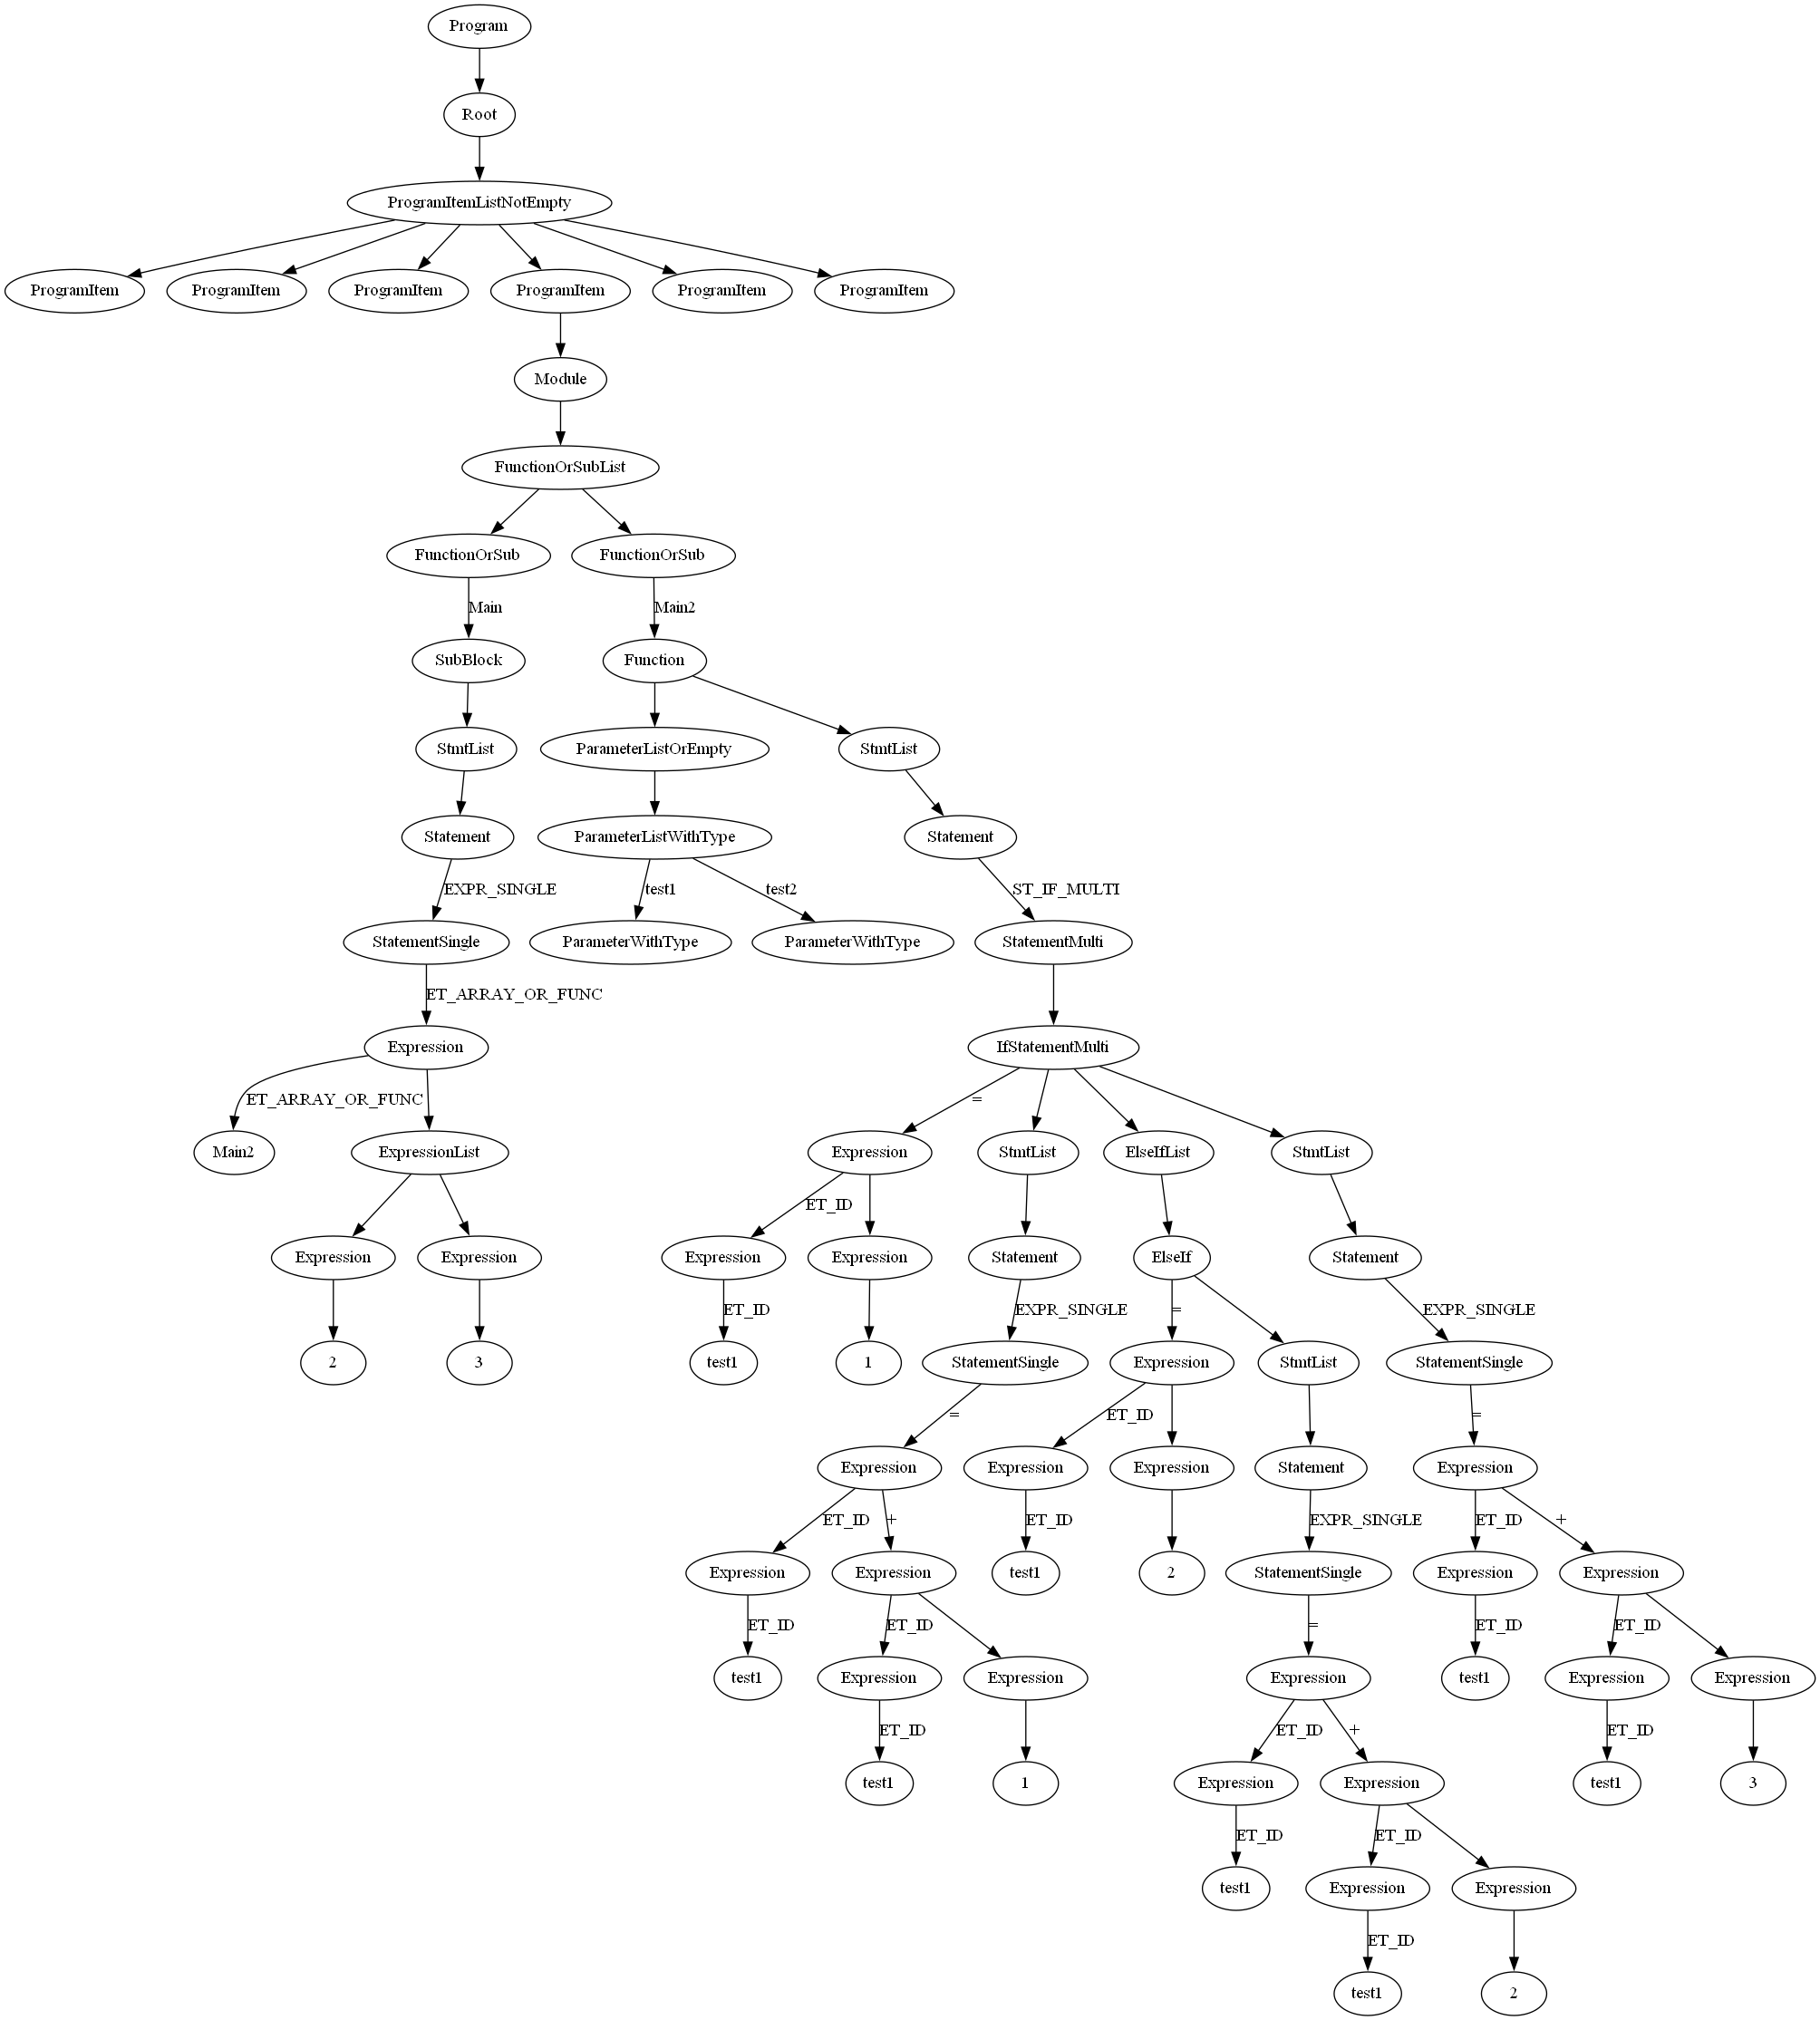 Program
Root
ProgramItemListNotEmpty
ProgramItem ProgramItem ProgramItem ProgramItem ProgramItem ProgramItem
Module
FunctionOrSubList
FunctionOrSub FunctionOrSub
Main Main2
SubBlock Function
StmtList ParameterListOrEmpty StmtList
Statement ParameterListWithType Statement
EXPR_SINGLE test1 test2 ST_IF_MULTI
StatementSingle ParameterWithType ParameterWithType StatementMulti
ET_ARRAY_OR_FUNC
Expression IfStatementMulti
ET_ARRAY_OR_FUNC =
Main2 ExpressionList Expression StmtList ElseIfList StmtList
ET_ID
Expression Expression Expression Expression Statement ElseIf Statement
ET_ID EXPR_SINGLE = EXPR_SINGLE
2 3 test1 1 StatementSingle Expression StmtList StatementSingle
= ET_ID =
Expression Expression Expression Statement Expression
ET_ID + ET_ID EXPR_SINGLE ET_ID +
Expression Expression test1 2 StatementSingle Expression Expression
ET_ID ET_ID = ET_ID ET_ID
test1 Expression Expression Expression test1 Expression Expression
ET_ID ET_ID + ET_ID
test1 1 Expression Expression test1 3
ET_ID ET_ID
test1 Expression Expression
ET_ID
test1 2